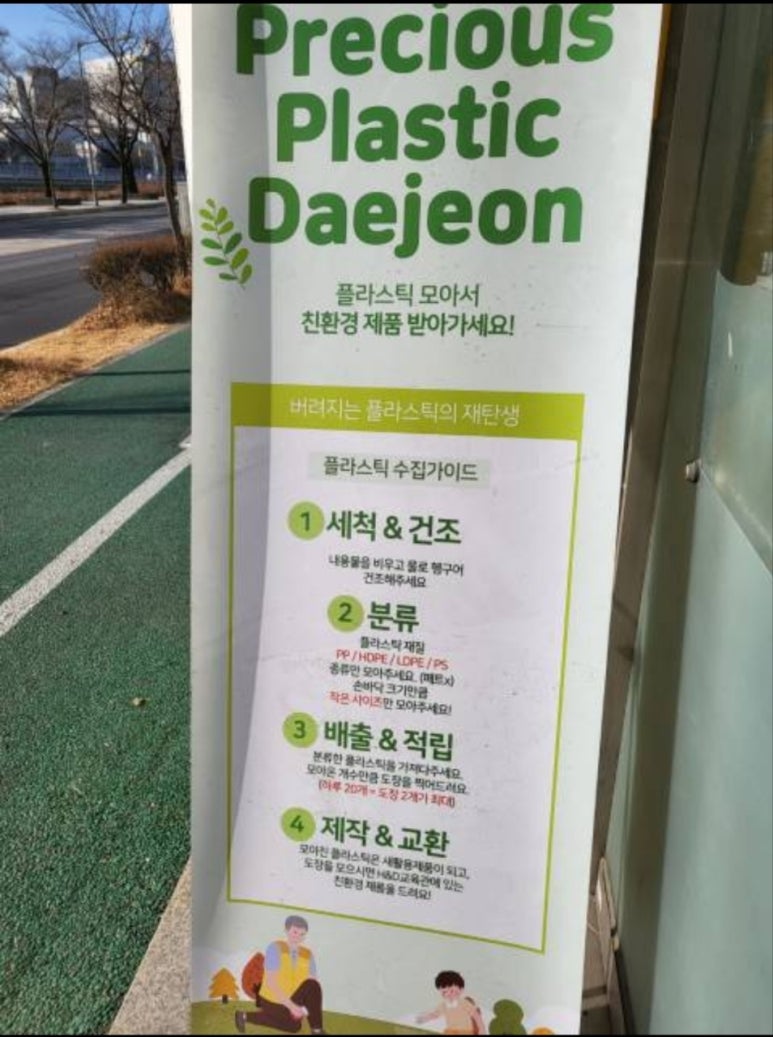 Precious
Plastic
Daejeon
플라스틱 모아서
친환경 제품 받아가세요!
버려지는 플라스틱의 재탄생
플라스틱 수집가이드
1 세척 & 건조
내용물을 비우고 물로 헹구어
건조해주세요
2 분류
플라스틱 재질
PP / HDPE / LDPE / PS
종류만 모아주세요. (페트x)
손바닥 크기만큼
작은 사이즈만 모아주세요!
3 배출 & 적립
분류한 플라스틱을 가져다주세요.
모아온 개수만큼 도장을 찍어드려요.
(하루 20개 = 도장 2개가 최대)
4 제작 & 교환
모아진 플라스틱은 새활용제품이 되고,
도장을 모으시면 H&D교육관에 있는
친환경 제품을 드려요!